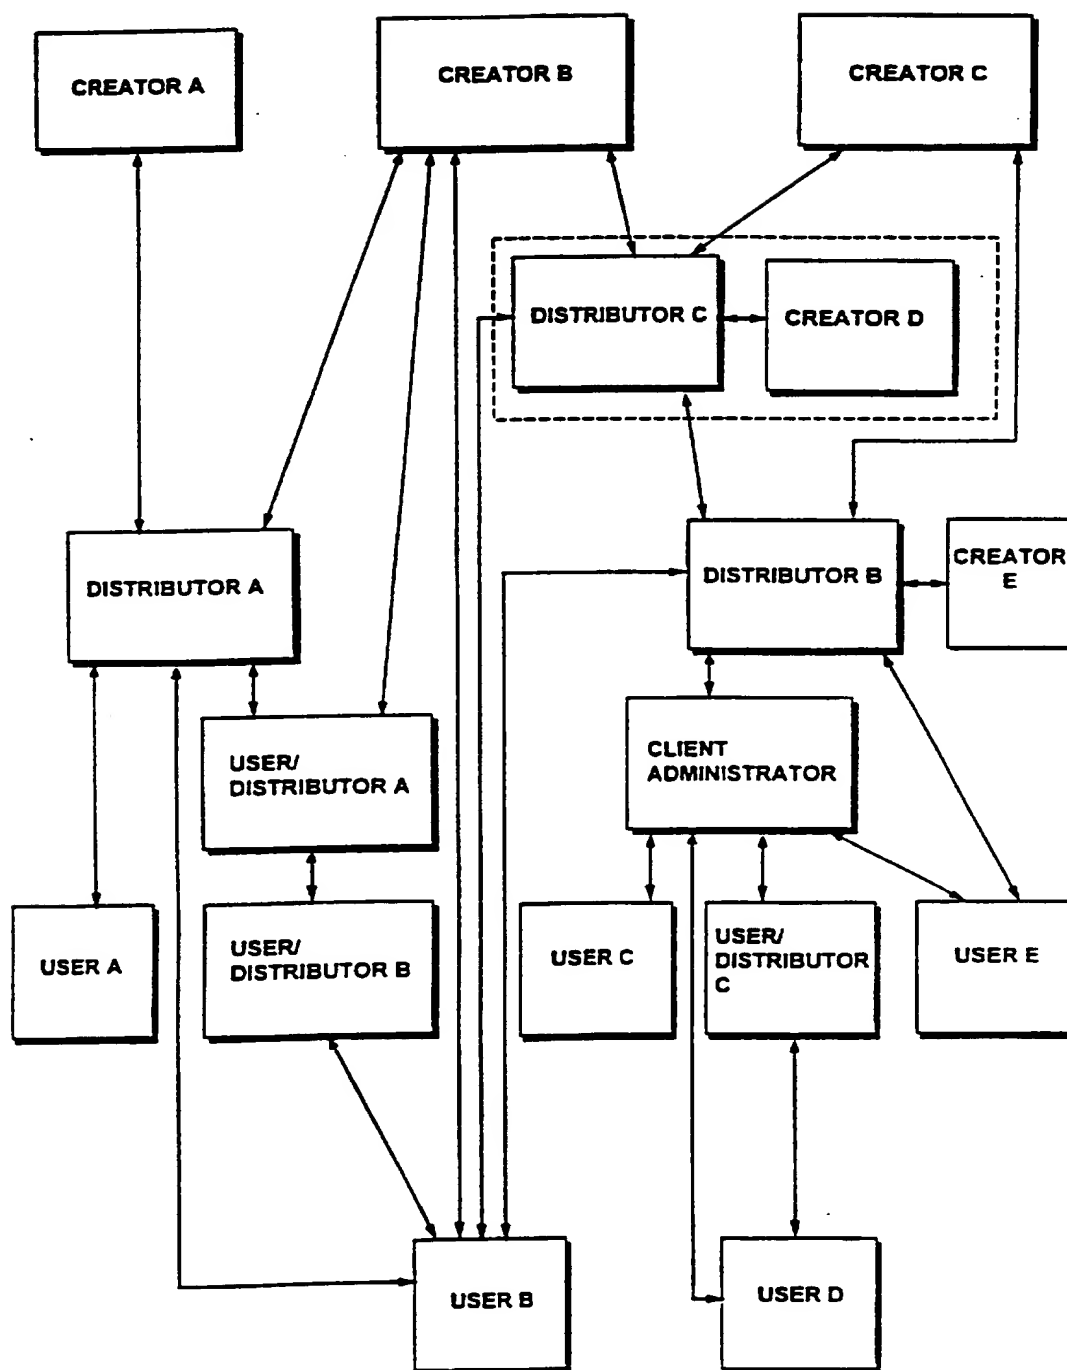 CREATOR A
CREATOR B
CREATOR C
DISTRIBUTOR C
CREATOR D
DISTRIBUTOR A
DISTRIBUTOR B
CREATOR
E
USER/
DISTRIBUTOR A
CLIENT
ADMINISTRATOR
USER A
USER/
DISTRIBUTOR B
USER C
USER/
DISTRIBUTOR
C
USER E
USER B
USER D